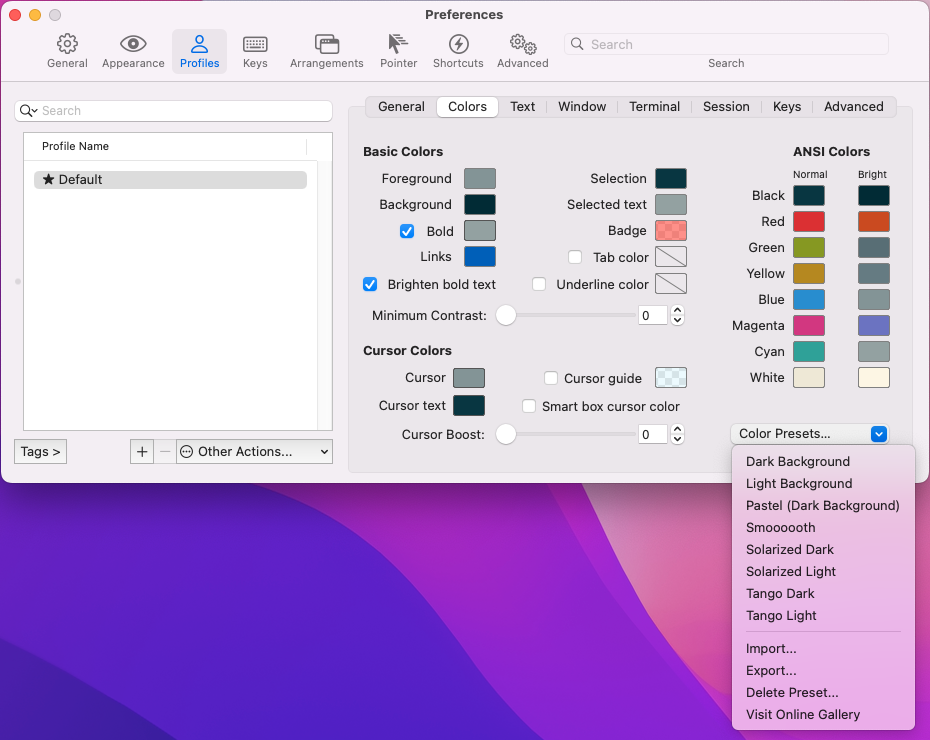 Preferences
General
Appearance
Profiles
Keys
Arrangements
Pointer
Shortcuts
Advanced
Search
Search
Search
Profile Name
★ Default
Tags >
+
−
Other Actions...
General
Colors
Text
Window
Terminal
Session
Keys
Advanced
Basic Colors
Foreground
Background
Bold
Links
Brighten bold text
Minimum Contrast:
0
Selection
Selected text
Badge
Tab color
Underline color
Cursor Colors
Cursor
Cursor text
Cursor Boost:
0
Cursor guide
Smart box cursor color
ANSI Colors
Normal Bright
Black
Red
Green
Yellow
Blue
Magenta
Cyan
White
Color Presets...
Dark Background
Light Background
Pastel (Dark Background)
Smoooooth
Solarized Dark
Solarized Light
Tango Dark
Tango Light
Import...
Export...
Delete Preset...
Visit Online Gallery